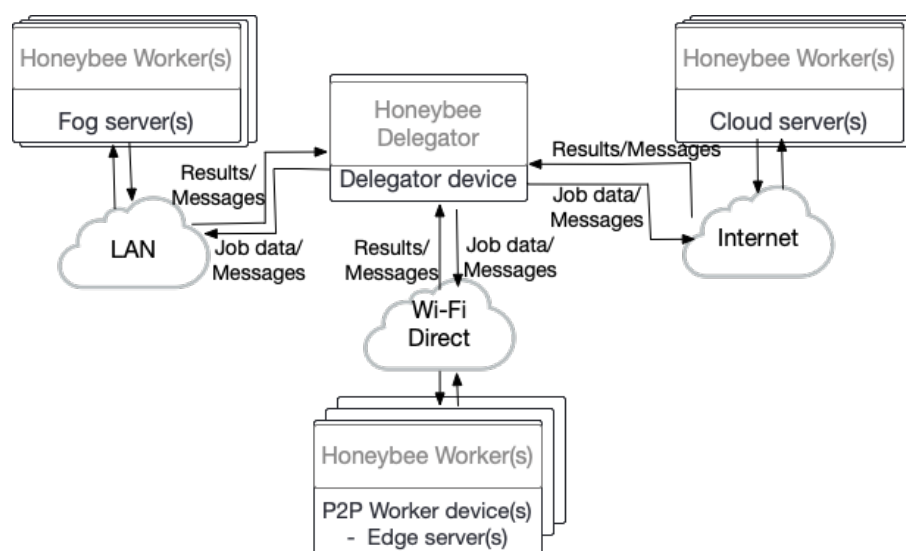 Honeybee Worker(s)
Fog server(s)
Honeybee
Delegator
Delegator device
Honeybee Worker(s)
Cloud server(s)
Results/
Messages
LAN
Job data/
Messages
Results/
Messages
Job data/
Messages
Results/Messages
Job data/
Messages
Internet
Wi-Fi
Direct
Honeybee Worker(s)
P2P Worker device(s)
- Edge server(s)